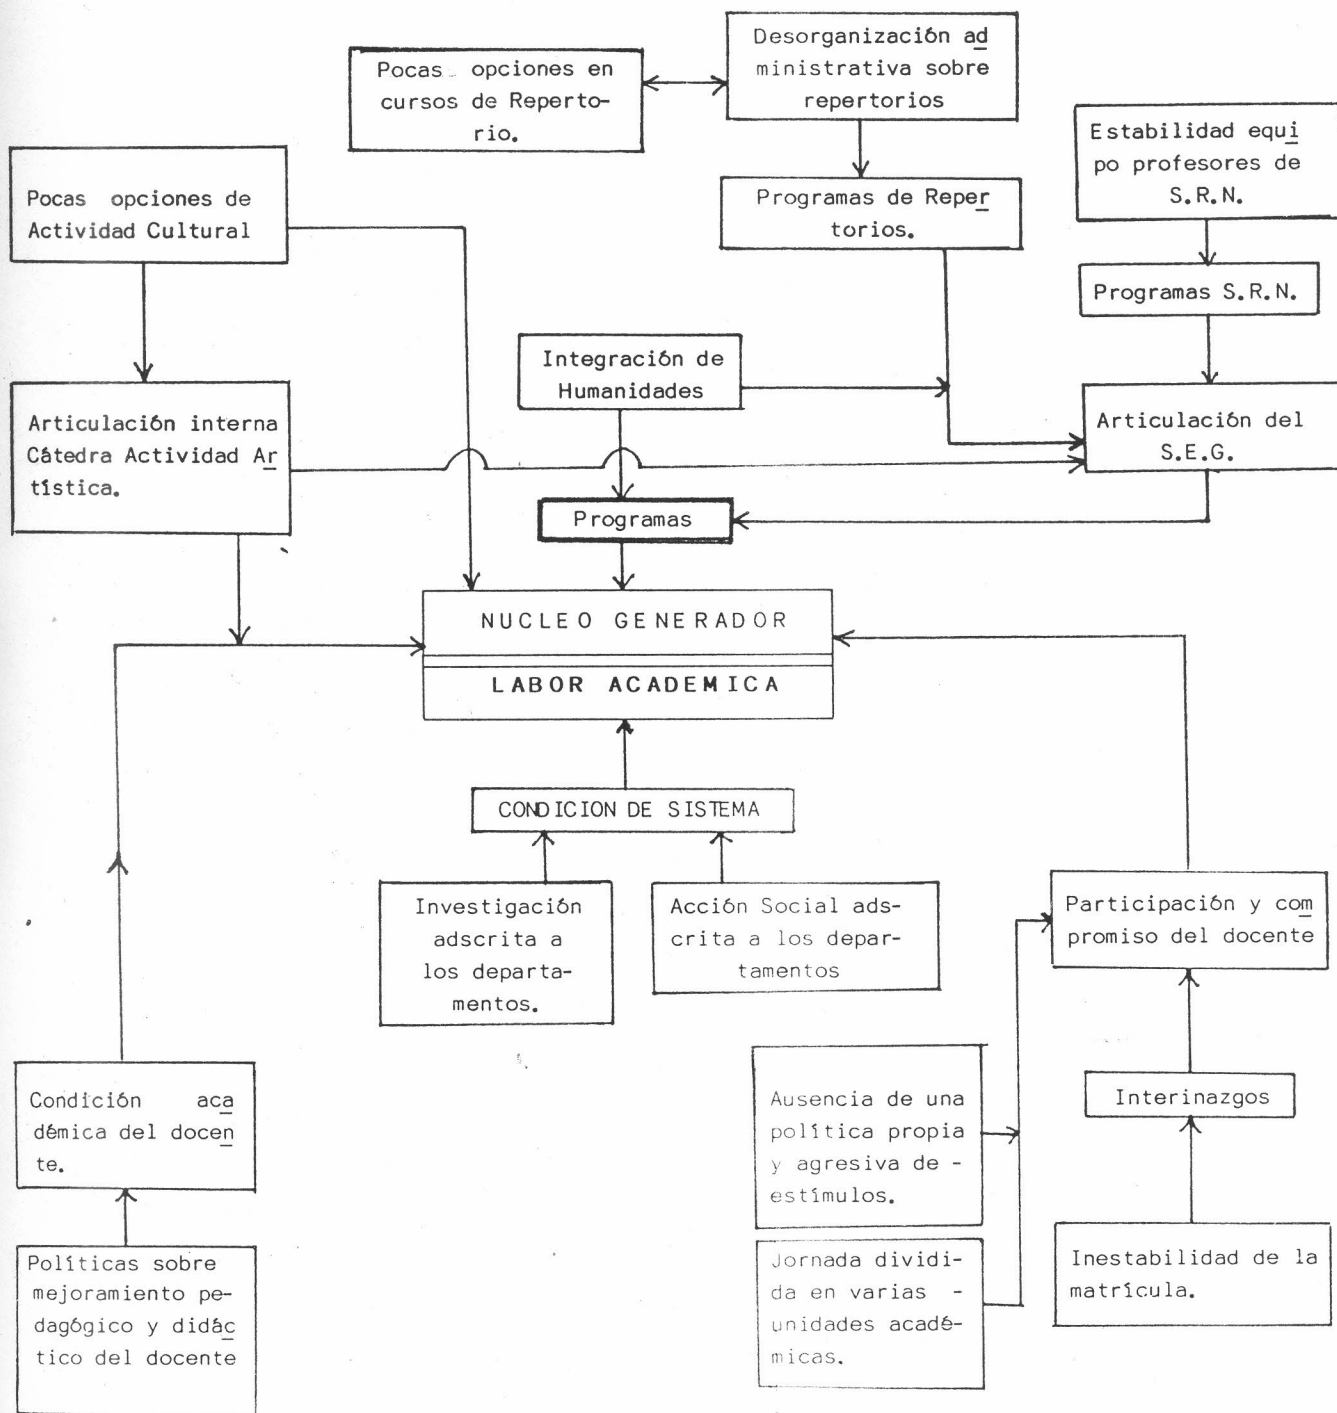 Desorganización ad
ministrativa sobre
repertorios
Pocas opciones en
cursos de Reperto-
rio.
Estabilidad equi
po profesores de
S.R.N.
Pocas opciones de
Actividad Cultural
Programas de Reper
torios.
Programas S.R.N.
Integración de
Humanidades
Articulación interna
Cátedra Actividad Ar
tística.
Articulación del
S.E.G.
Programas
NUCLEO GENERADOR
LABOR ACADEMICA
CONDICION DE SISTEMA
Investigación
adscrita a
los departa-
mentos.
Acción Social ads-
crita a los depar-
tamentos
Participación y com
promiso del docente
Condición aca
démica del docen
te.
Ausencia de una
política propia
y agresiva de -
estímulos.
Interinazgos
Políticas sobre
mejoramiento pe-
dagógico y didác
tico del docente
Jornada dividi-
da en varias -
unidades acadé-
micas.
Inestabilidad de la
matrícula.